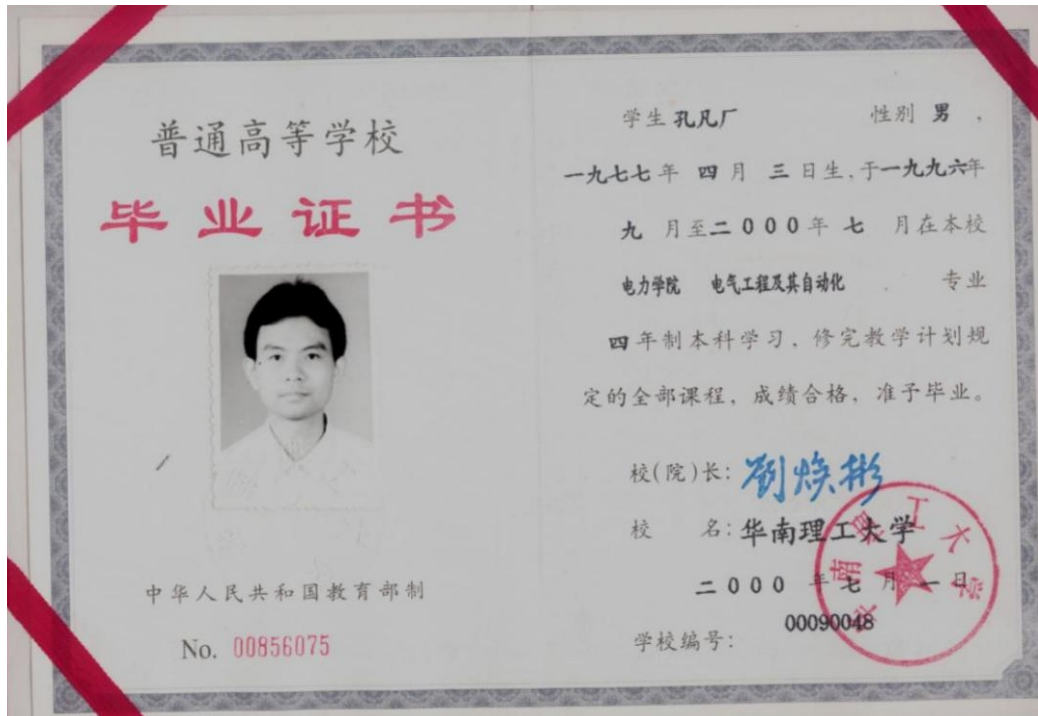 普通高等学校
毕业证书
中华人民共和国教育部制
No. 00856075
学生 孔凡厂 性别 男 ，
一九七七年 四月 三日生，于一九九六年
九 月至二000年 七 月在本校
电力学院 电气工程及其自动化 专业
四年制本科学习，修完教学计划规
定的全部课程，成绩合格，准予毕业。
校(院)长: 刘焕彬
校 名: 华南理工大学
二000 年 七 月 一 日
学校编号: 00090048
华南理工大学